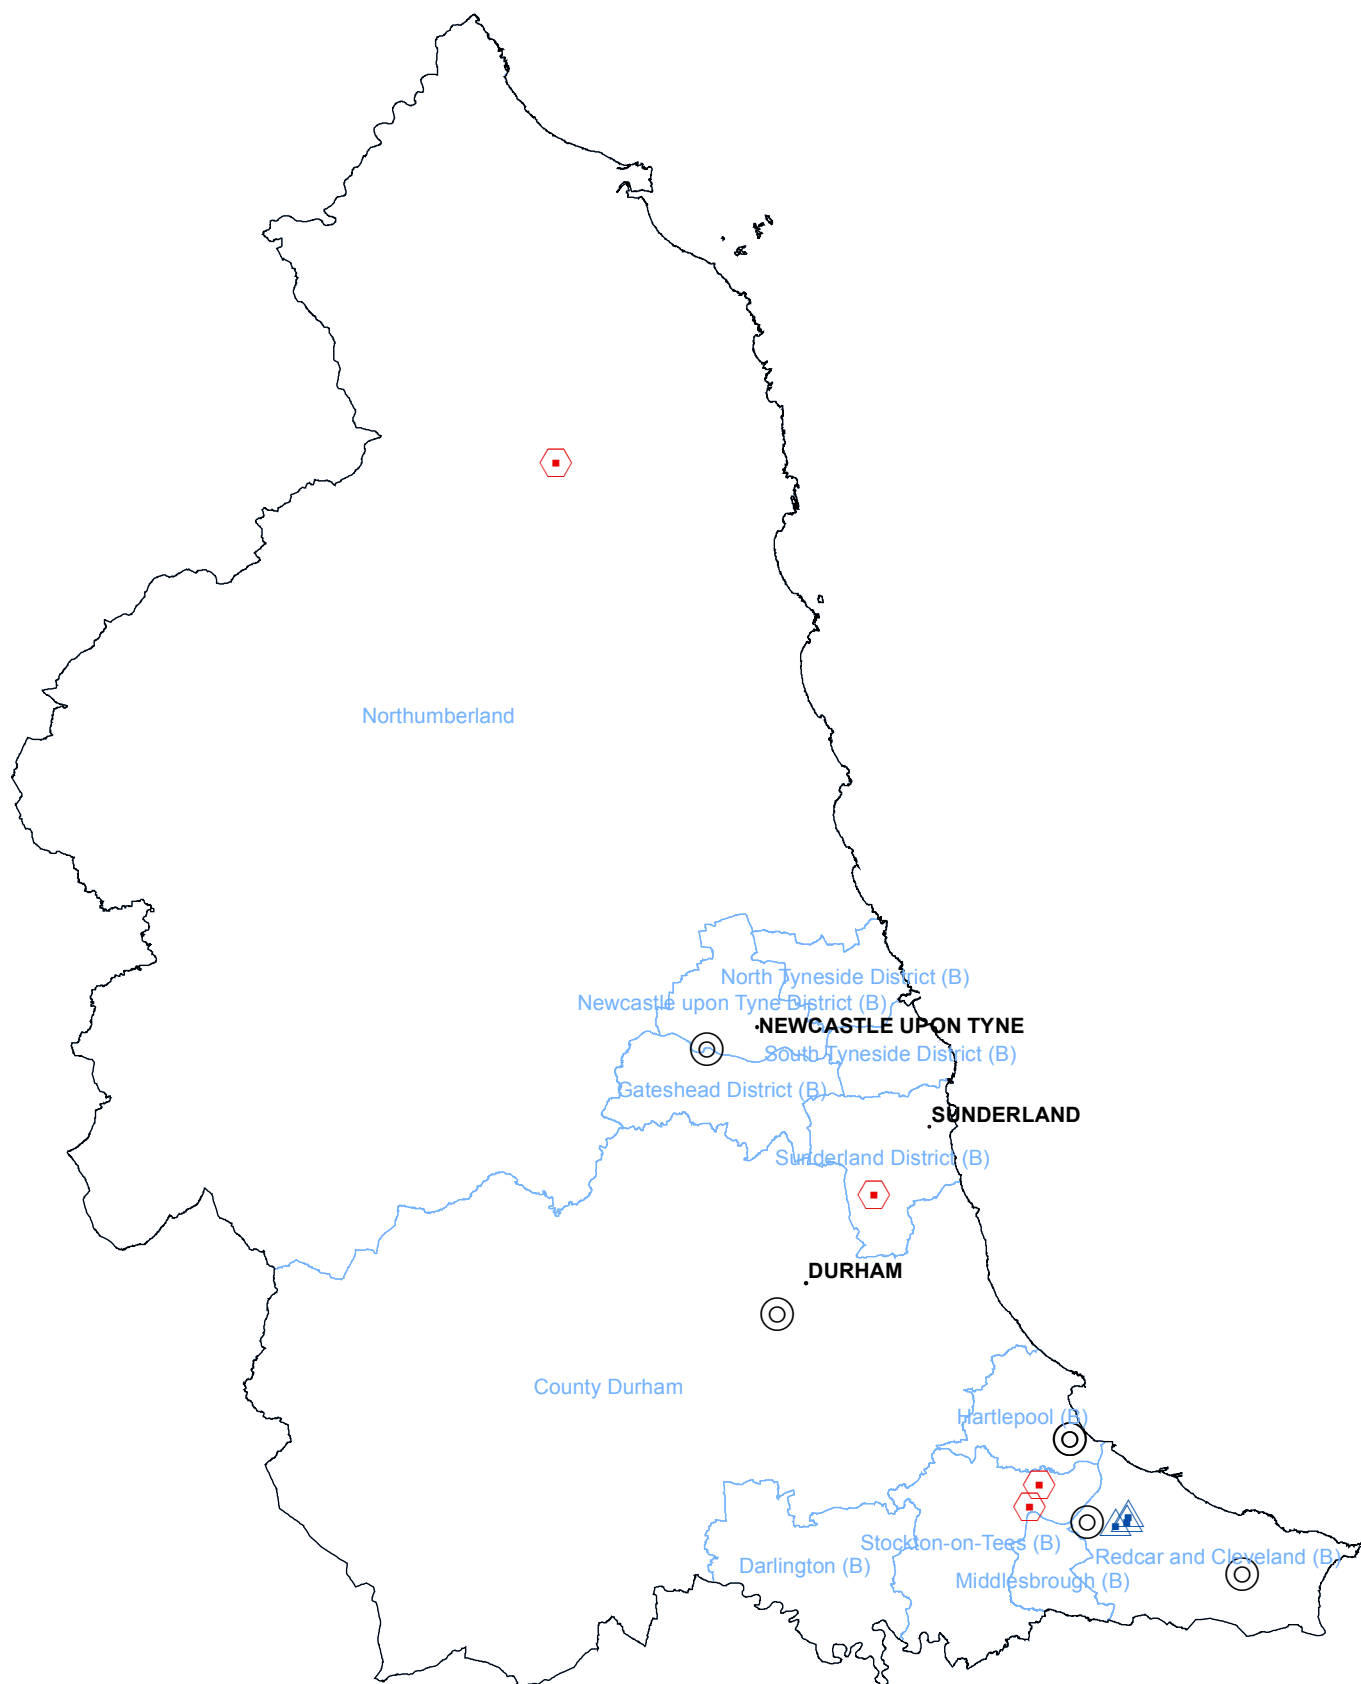 Northumberland
North Tyneside District (B)
Newcastle upon Tyne District (B)
NEWCASTLE UPON TYNE
South Tyneside District (B)
Gateshead District (B)
SUNDERLAND
Sunderland District (B)
DURHAM
County Durham
Hartlepool (B)
Stockton-on-Tees (B)
Redcar and Cleveland (B)
Darlington (B)
Middlesbrough (B)